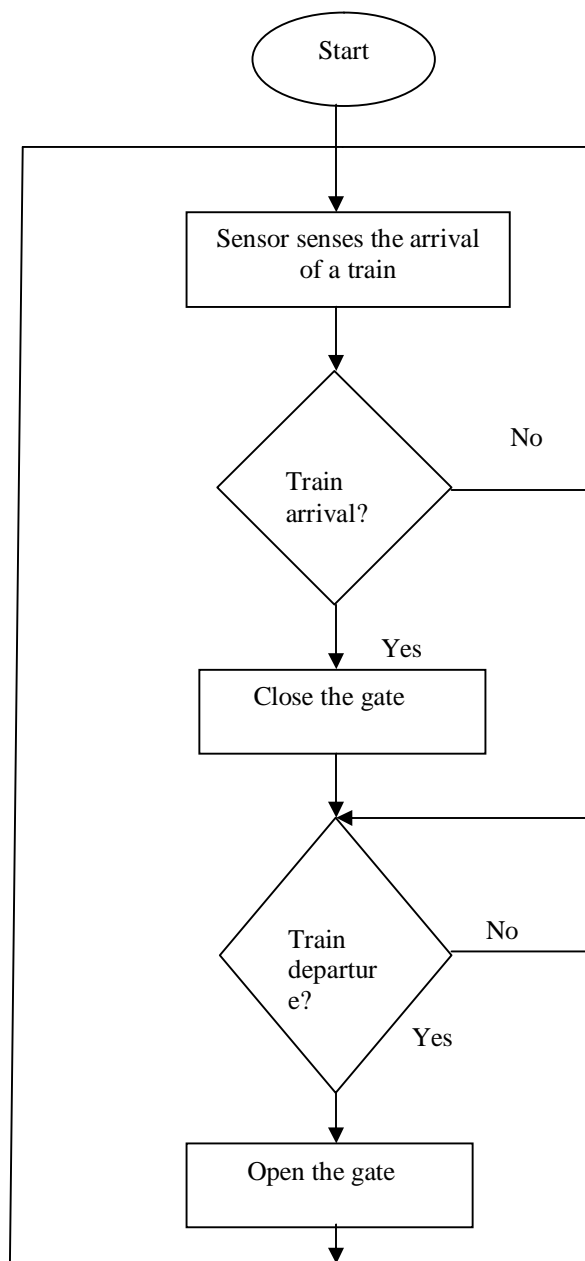 Start
Sensor senses the arrival
of a train
No
Train
arrival?
Yes
Close the gate
No
Train
departur
e?
Yes
Open the gate